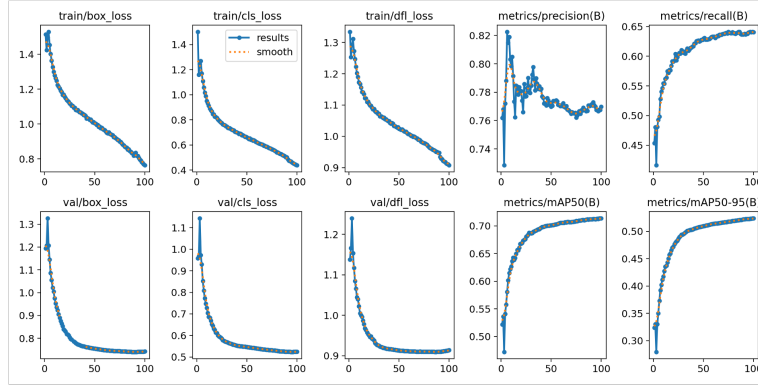 train/box_loss
train/cls_loss
train/dfl_loss
metrics/precision(B)
metrics/recall(B)
1.4
1.2
1.0
0.8
0 50 100
1.4
1.2
1.0
0.8
0.6
0.4
0 50 100
results
smooth
1.3
1.2
1.1
1.0
0.9
0 50 100
0.82
0.80
0.78
0.76
0.74
0 50 100
0.65
0.60
0.55
0.50
0.45
0 50 100
val/box_loss
val/cls_loss
val/dfl_loss
metrics/mAP50(B)
metrics/mAP50-95(B)
1.3
1.2
1.1
1.0
0.9
0.8
0 50 100
1.1
1.0
0.9
0.8
0.7
0.6
0.5
0 50 100
1.2
1.1
1.0
0.9
0 50 100
0.70
0.65
0.60
0.55
0.50
0 50 100
0.50
0.45
0.40
0.35
0.30
0 50 100